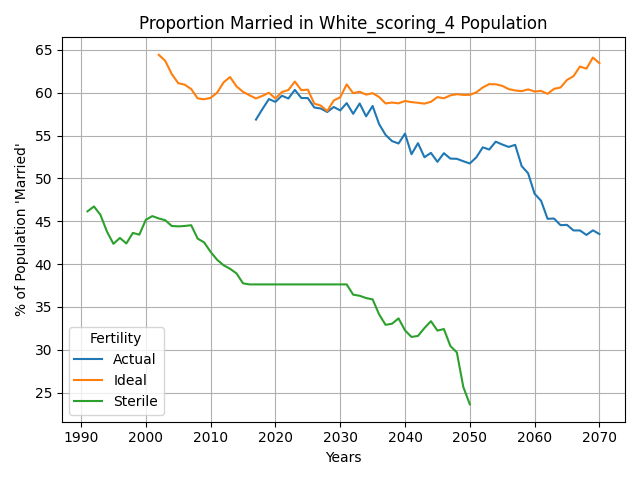 Proportion Married in White_scoring_4 Population
% of Population 'Married'
65
60
55
50
45
40
35
30
25
Fertility
Actual
Ideal
Sterile
1990 2000 2010 2020 2030 2040 2050 2060 2070
Years